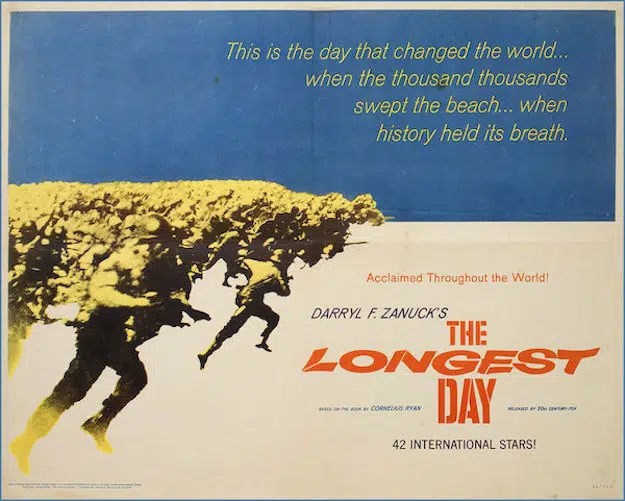 This is the day that changed the world...
when the thousand thousands
swept the beach... when
history held its breath.
Acclaimed Throughout the World!
DARRYL F. ZANUCK'S
THE
LONGEST
DAY
BASED ON THE BOOK BY CORNELIUS RYAN
RELEASED BY 20th CENTURY-FOX
42 INTERNATIONAL STARS!